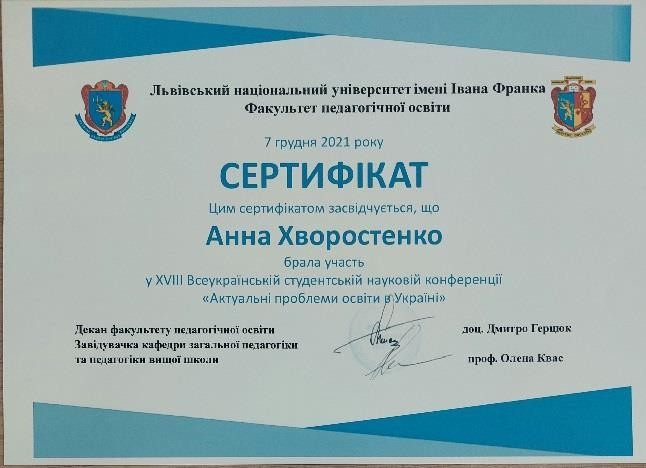 Львівський національний університет імені Івана Франка
Факультет педагогічної освіти
7 грудня 2021 року
СЕРТИФІКАТ
Цим сертифікатом засвідчується, що
Анна Хворостенко
брала участь
у XVIII Всеукраїнській студентській науковій конференції
«Актуальні проблеми освіти в Україні»
Декан факультету педагогічної освіти
доц. Дмитро Герцюк
Завідувачка кафедри загальної педагогіки
та педагогіки вищої школи
проф. Олена Квас